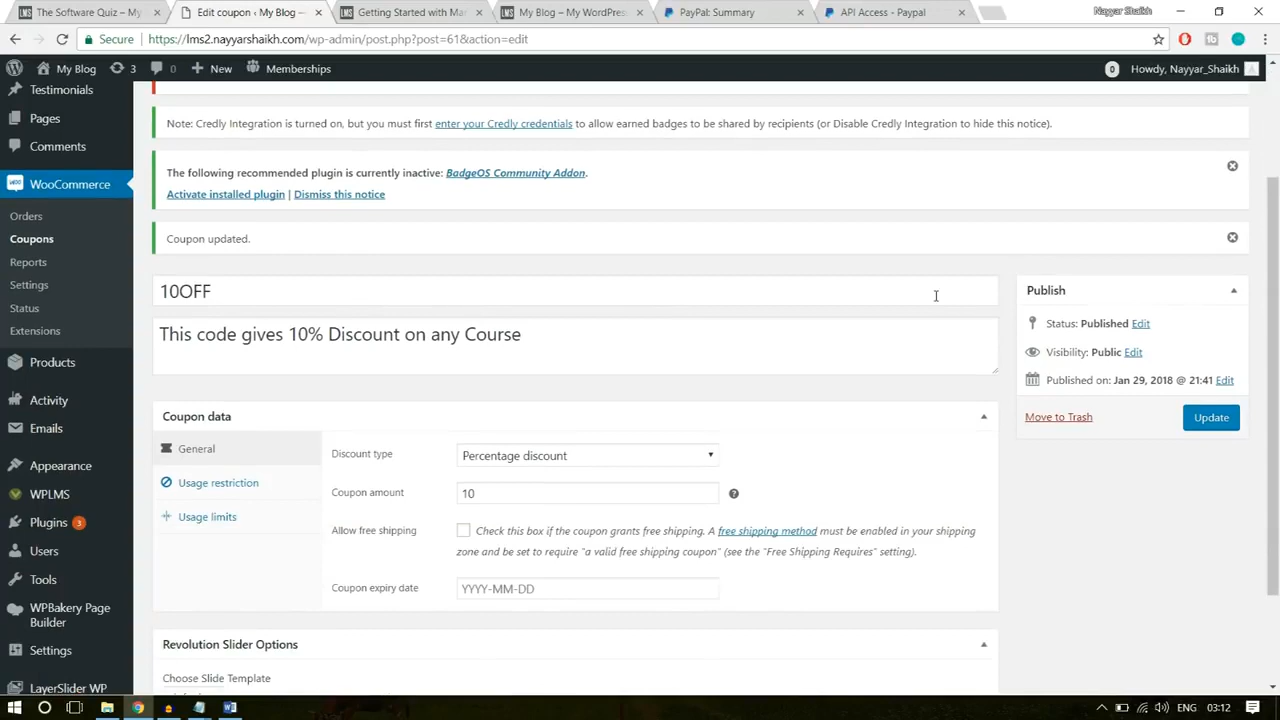 The Software Quiz – My
Edit coupon ‹ My Blog –
Getting Started with Ma
My Blog – My WordPress
PayPal: Summary
API Access - Paypal
Nayyar Shaikh
Secure
https://lms2.nayyarshaikh.com/wp-admin/post.php?post=61&action=edit
My Blog
3
0
New
Memberships
0
Howdy, Nayyar_Shaikh
Testimonials
Pages
Comments
WooCommerce
Orders
Coupons
Reports
Settings
Status
Extensions
Products
Activity
Emails
Appearance
WPLMS
Plugins 3
Users
Tools
WPBakery Page
Builder
Settings
LayerSlider WP
Note: Credly Integration is turned on, but you must first enter your Credly credentials to allow earned badges to be shared by recipients (or Disable Credly Integration to hide this notice).
The following recommended plugin is currently inactive: BadgeOS Community Addon.
Activate installed plugin | Dismiss this notice
Coupon updated.
10OFF
This code gives 10% Discount on any Course
Coupon data
General
Usage restriction
Usage limits
Discount type
Percentage discount
Coupon amount
10
Allow free shipping
Check this box if the coupon grants free shipping. A free shipping method must be enabled in your shipping
zone and be set to require "a valid free shipping coupon" (see the "Free Shipping Requires" setting).
Coupon expiry date
YYYY-MM-DD
Revolution Slider Options
Choose Slide Template
Publish
Status: Published Edit
Visibility: Public Edit
Published on: Jan 29, 2018 @ 21:41 Edit
Move to Trash
Update
ENG
03:12